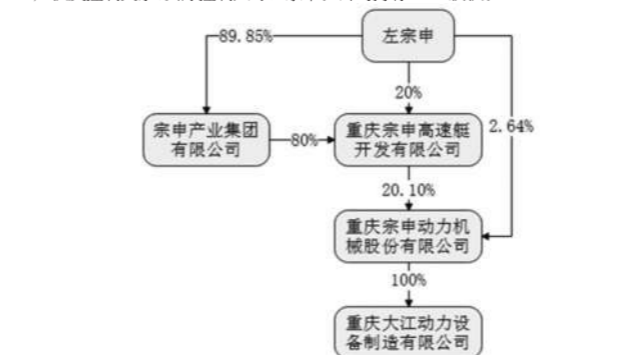 89.85%
左宗申
20%
2.64%
宗申产业集团
有限公司
80%
重庆宗申高速艇
开发有限公司
20.10%
重庆宗申动力机
械股份有限公司
100%
重庆大江动力设
备制造有限公司